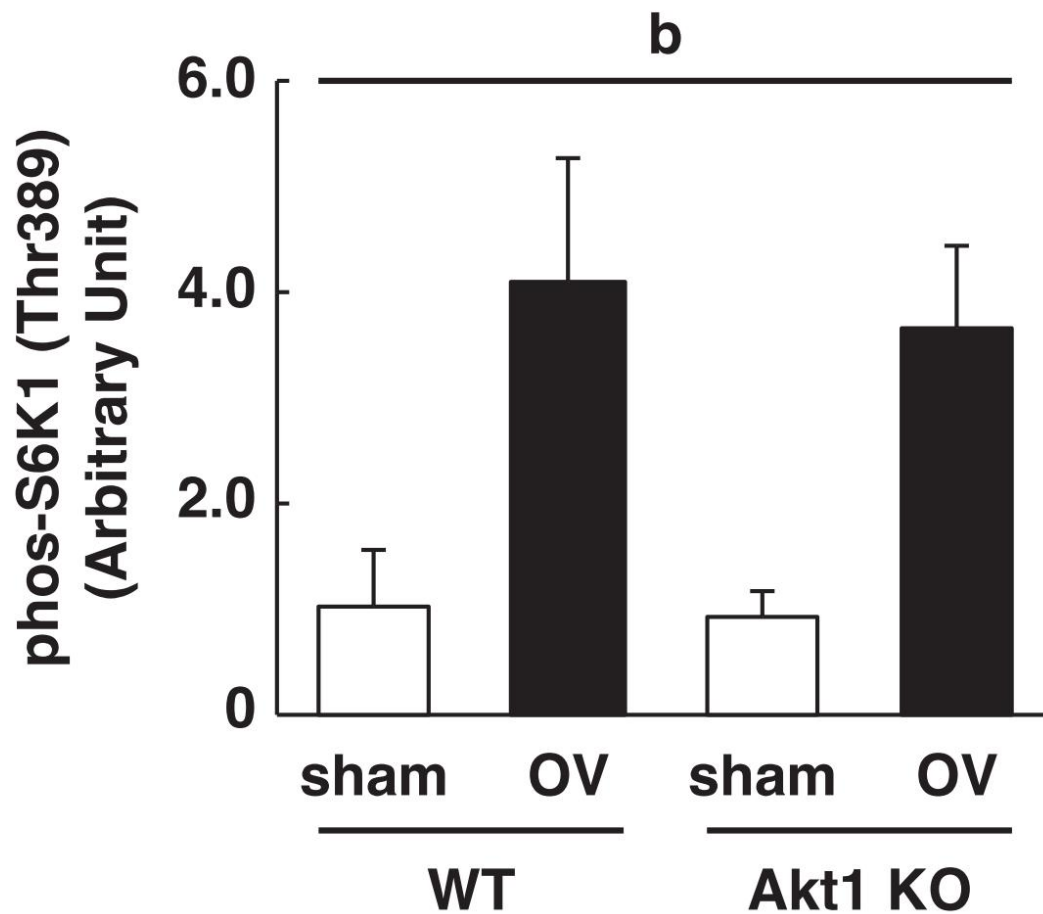 b
6.0
4.0
2.0
0
phos-S6K1 (Thr389)
(Arbitrary Unit)
sham OV sham OV
WT Akt1 KO